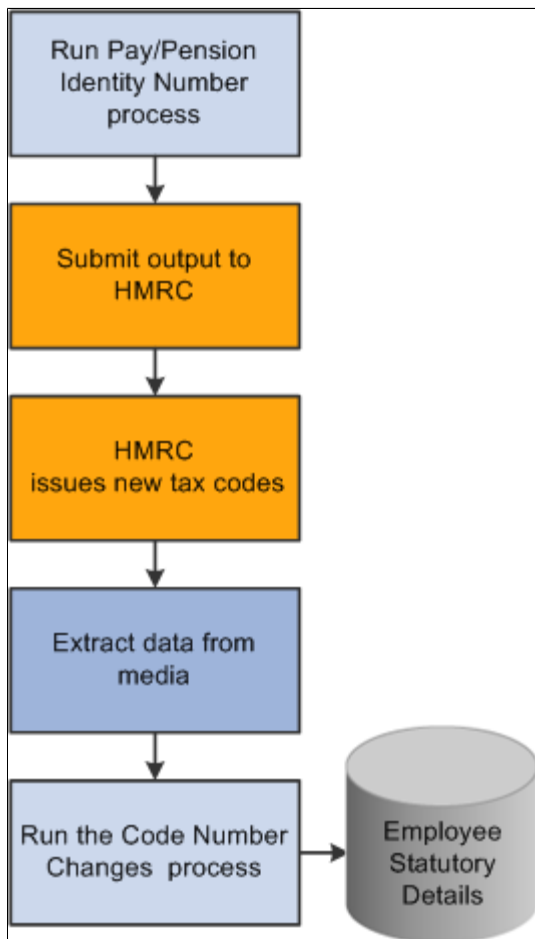 Run Pay/Pension
Identity Number
process
Submit output to
HMRC
HMRC
issues new tax codes
Extract data from
media
Run the Code Number
Changes process
Employee
Statutory
Details